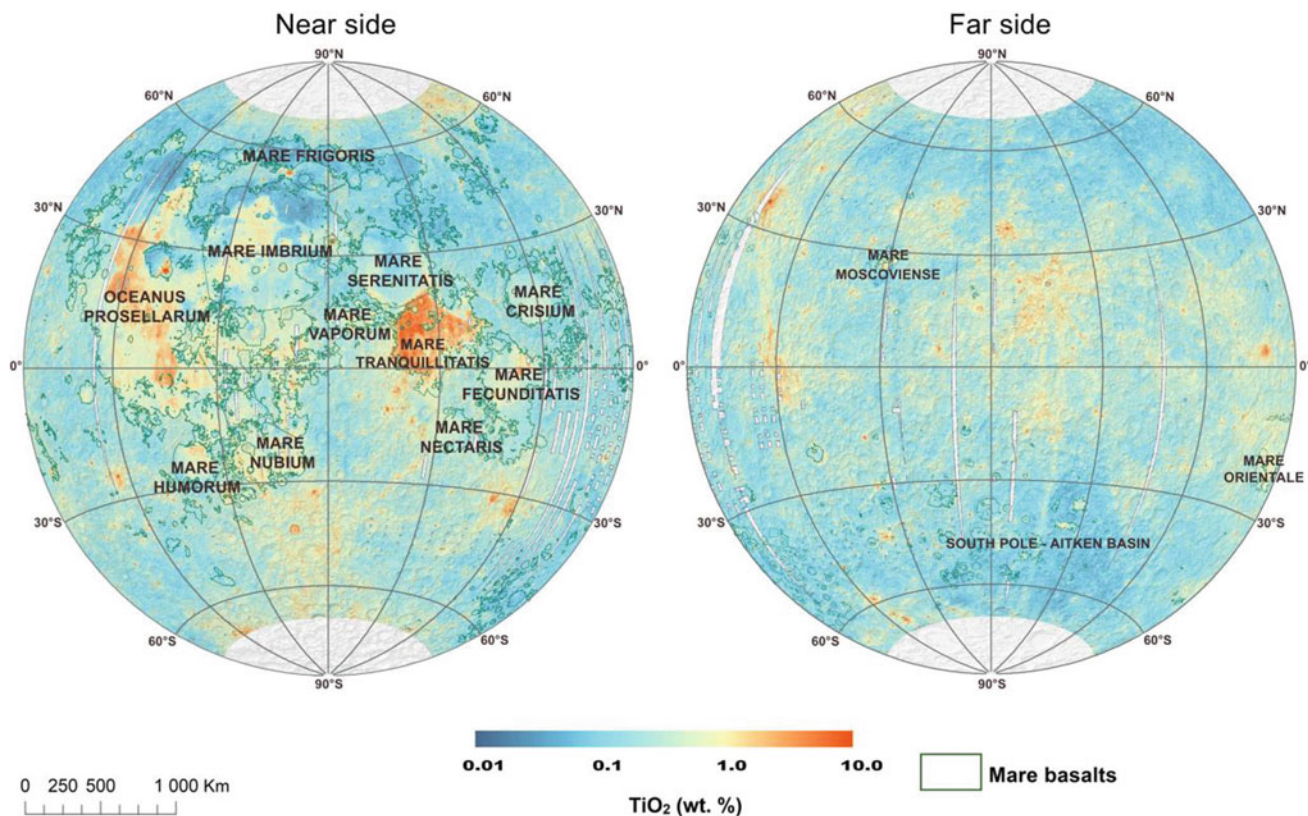 Near side
Far side
90°N
90°N
60°N
60°N
60°N
60°N
MARE FRIGORIS
30°N
30°N
30°N
30°N
MARE IMBRIUM
MARE
SERENITATIS
MARE
CRISIUM
MARE
MOSCOVIENSE
OCEANUS
PROSELLARUM
MARE
VAPORUM
MARE
TRANQUILLITATIS
0°
0°
0°
0°
MARE
FECUNDITATIS
MARE
NECTARIS
MARE
NUBIUM
MARE
HUMORUM
MARE
ORIENTALE
30°S
30°S
30°S
30°S
SOUTH POLE - AITKEN BASIN
60°S
60°S
60°S
60°S
90°S
90°S
0.01 0.1 1.0 10.0
TiO₂ (wt. %)
Mare basalts
0 250 500 1 000 Km